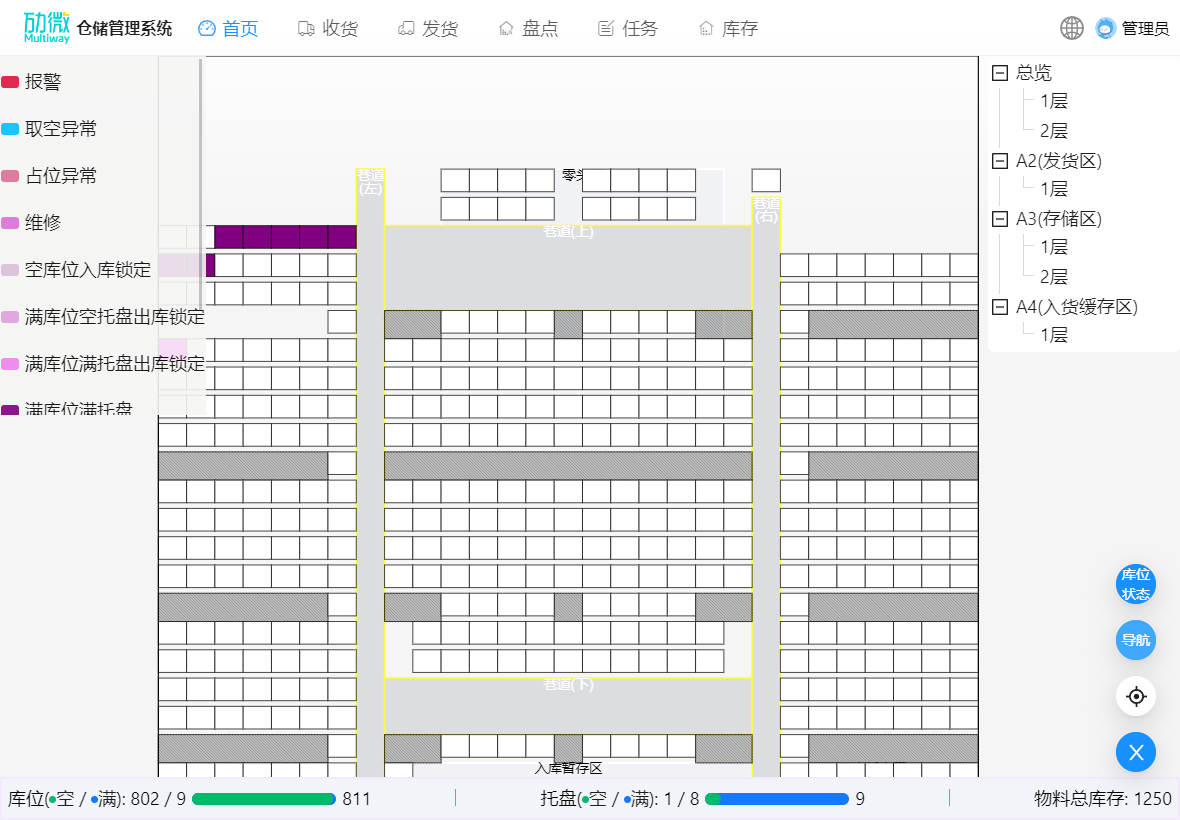 劢微
Multiway
仓储管理系统
首页
收货
发货
盘点
任务
库存
管理员
报警
取空异常
占位异常
维修
空库位入库锁定
满库位空托盘出库锁定
满库位满托盘出库锁定
满库位满托盘
巷道
(左)
零头
巷道
(右)
巷道(上)
巷道(下)
入库暂存区
总览
1层
2层
A2(发货区)
1层
A3(存储区)
1层
2层
A4(入货缓存区)
1层
库位
状态
导航
X
库位(•空 / •满): 802 / 9
811
托盘(•空 / •满): 1 / 8
9
物料总库存: 1250